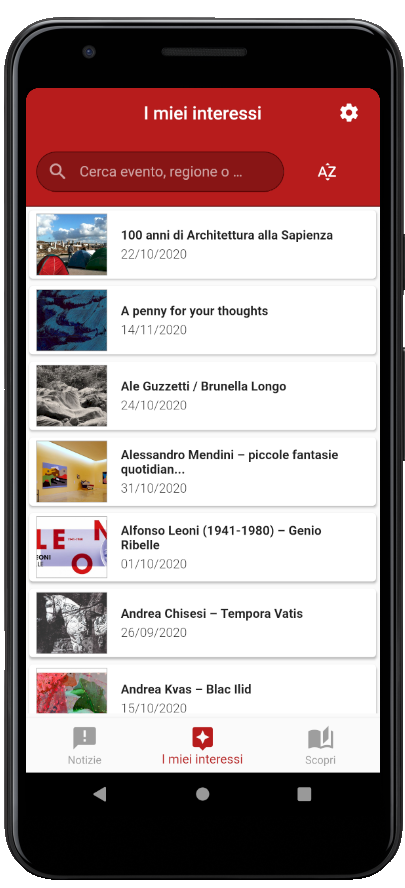 I miei interessi
Cerca evento, regione o ...
AZ
100 anni di Architettura alla Sapienza
22/10/2020
A penny for your thoughts
14/11/2020
Ale Guzzetti / Brunella Longo
24/10/2020
Alessandro Mendini – piccole fantasie
quotidian...
31/10/2020
LE N
O
ONI
LLE
Alfonso Leoni (1941-1980) – Genio
Ribelle
01/10/2020
Andrea Chisesi – Tempora Vatis
26/09/2020
Andrea Kvas – Blac Ilid
15/10/2020
Notizie
I miei interessi
Scopri